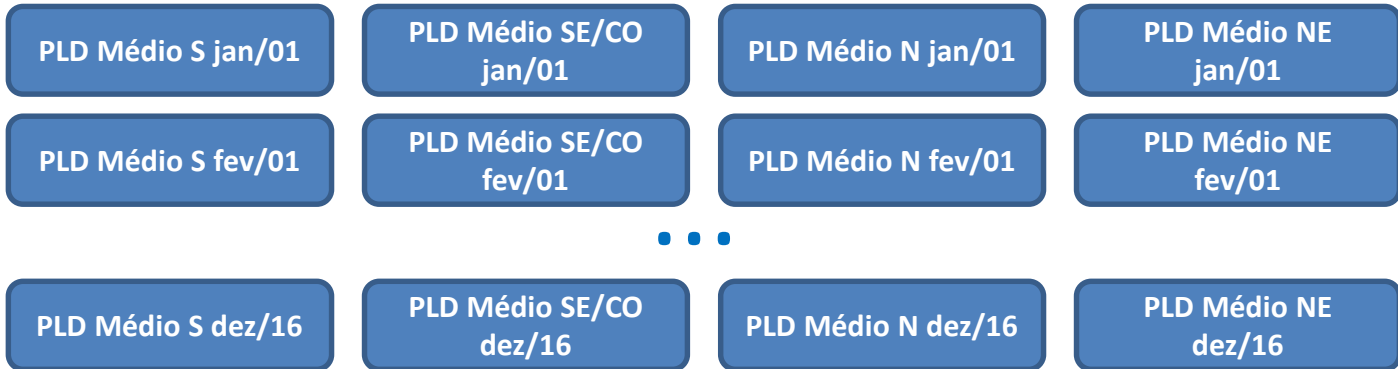 PLD Médio S jan/01
PLD Médio SE/CO
jan/01
PLD Médio N jan/01
PLD Médio NE
jan/01
PLD Médio S fev/01
PLD Médio SE/CO
fev/01
PLD Médio N fev/01
PLD Médio NE
fev/01
...
PLD Médio S dez/16
PLD Médio SE/CO
dez/16
PLD Médio N dez/16
PLD Médio NE
dez/16